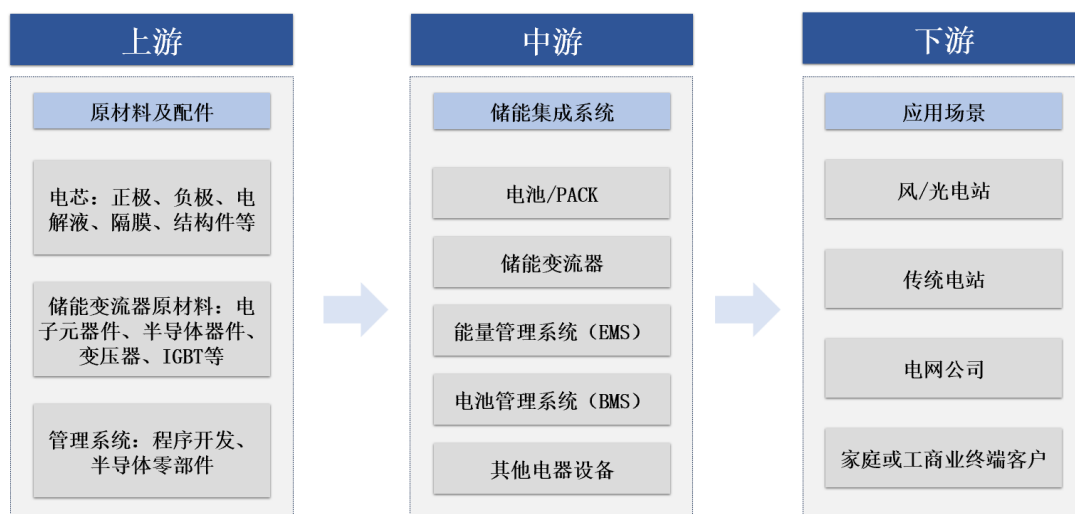 上游
原材料及配件
电芯：正极、负极、电
解液、隔膜、结构件等
储能变流器原材料：电
子元器件、半导体器件、
变压器、IGBT等
管理系统：程序开发、
半导体零部件
中游
储能集成系统
电池/PACK
储能变流器
能量管理系统（EMS）
电池管理系统（BMS）
其他电器设备
下游
应用场景
风/光电站
传统电站
电网公司
家庭或工商业终端客户